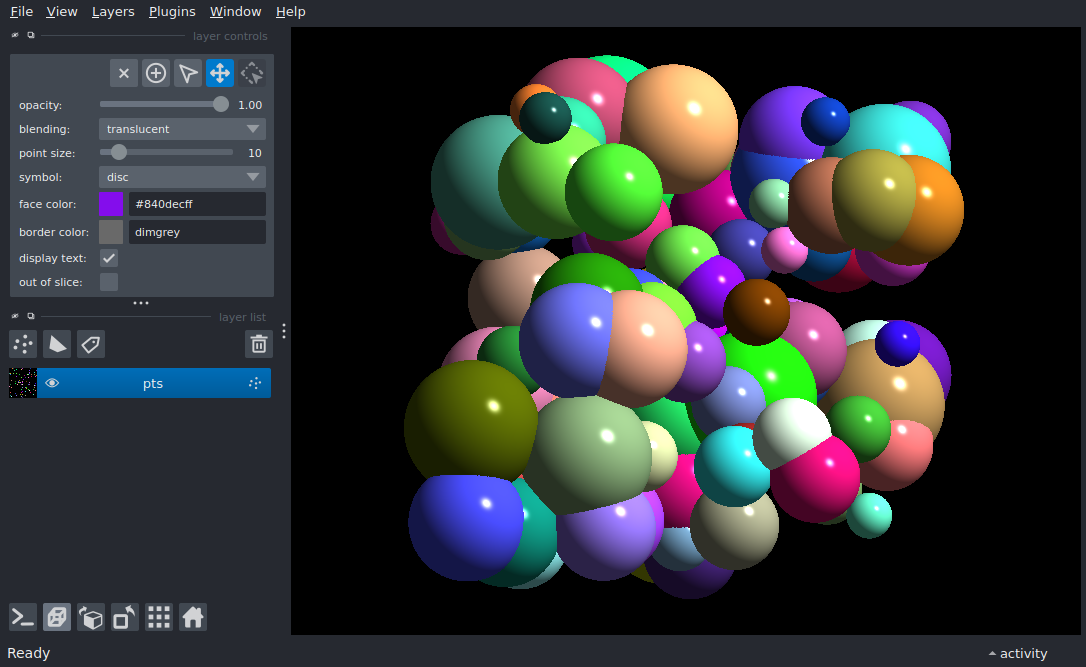 File View Layers Plugins Window Help
layer controls
opacity: 1.00
blending: translucent
point size: 10
symbol: disc
face color: #840decff
border color: dimgrey
display text:
out of slice:
layer list
pts
Ready
activity